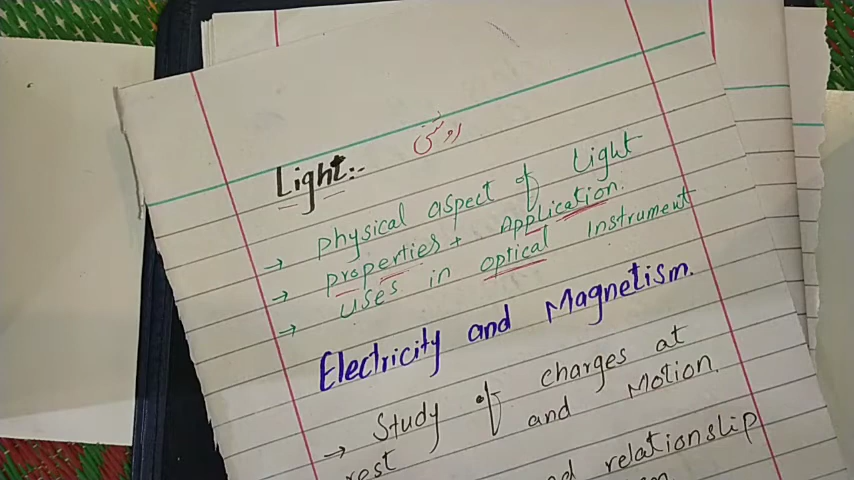 روشنی
Light:-
→ physical aspect of Light
→ properties + Application.
→ uses in optical Instrument
Electricity and Magnetism.
→ Study of charges at
rest and Motion.
relationship